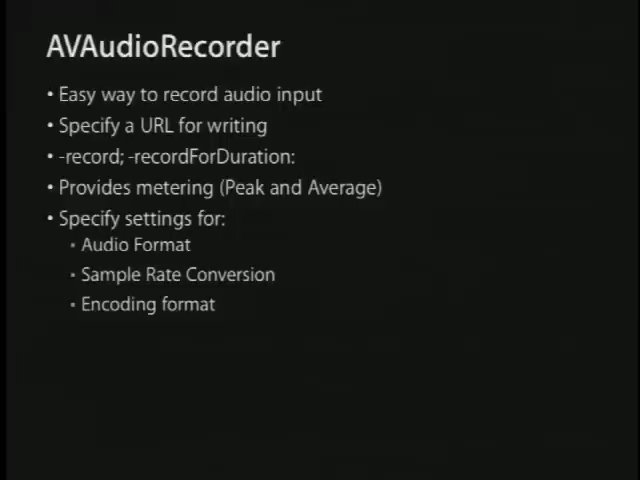 AVAudioRecorder
• Easy way to record audio input
• Specify a URL for writing
• -record; -recordForDuration:
• Provides metering (Peak and Average)
• Specify settings for:
• Audio Format
• Sample Rate Conversion
• Encoding format